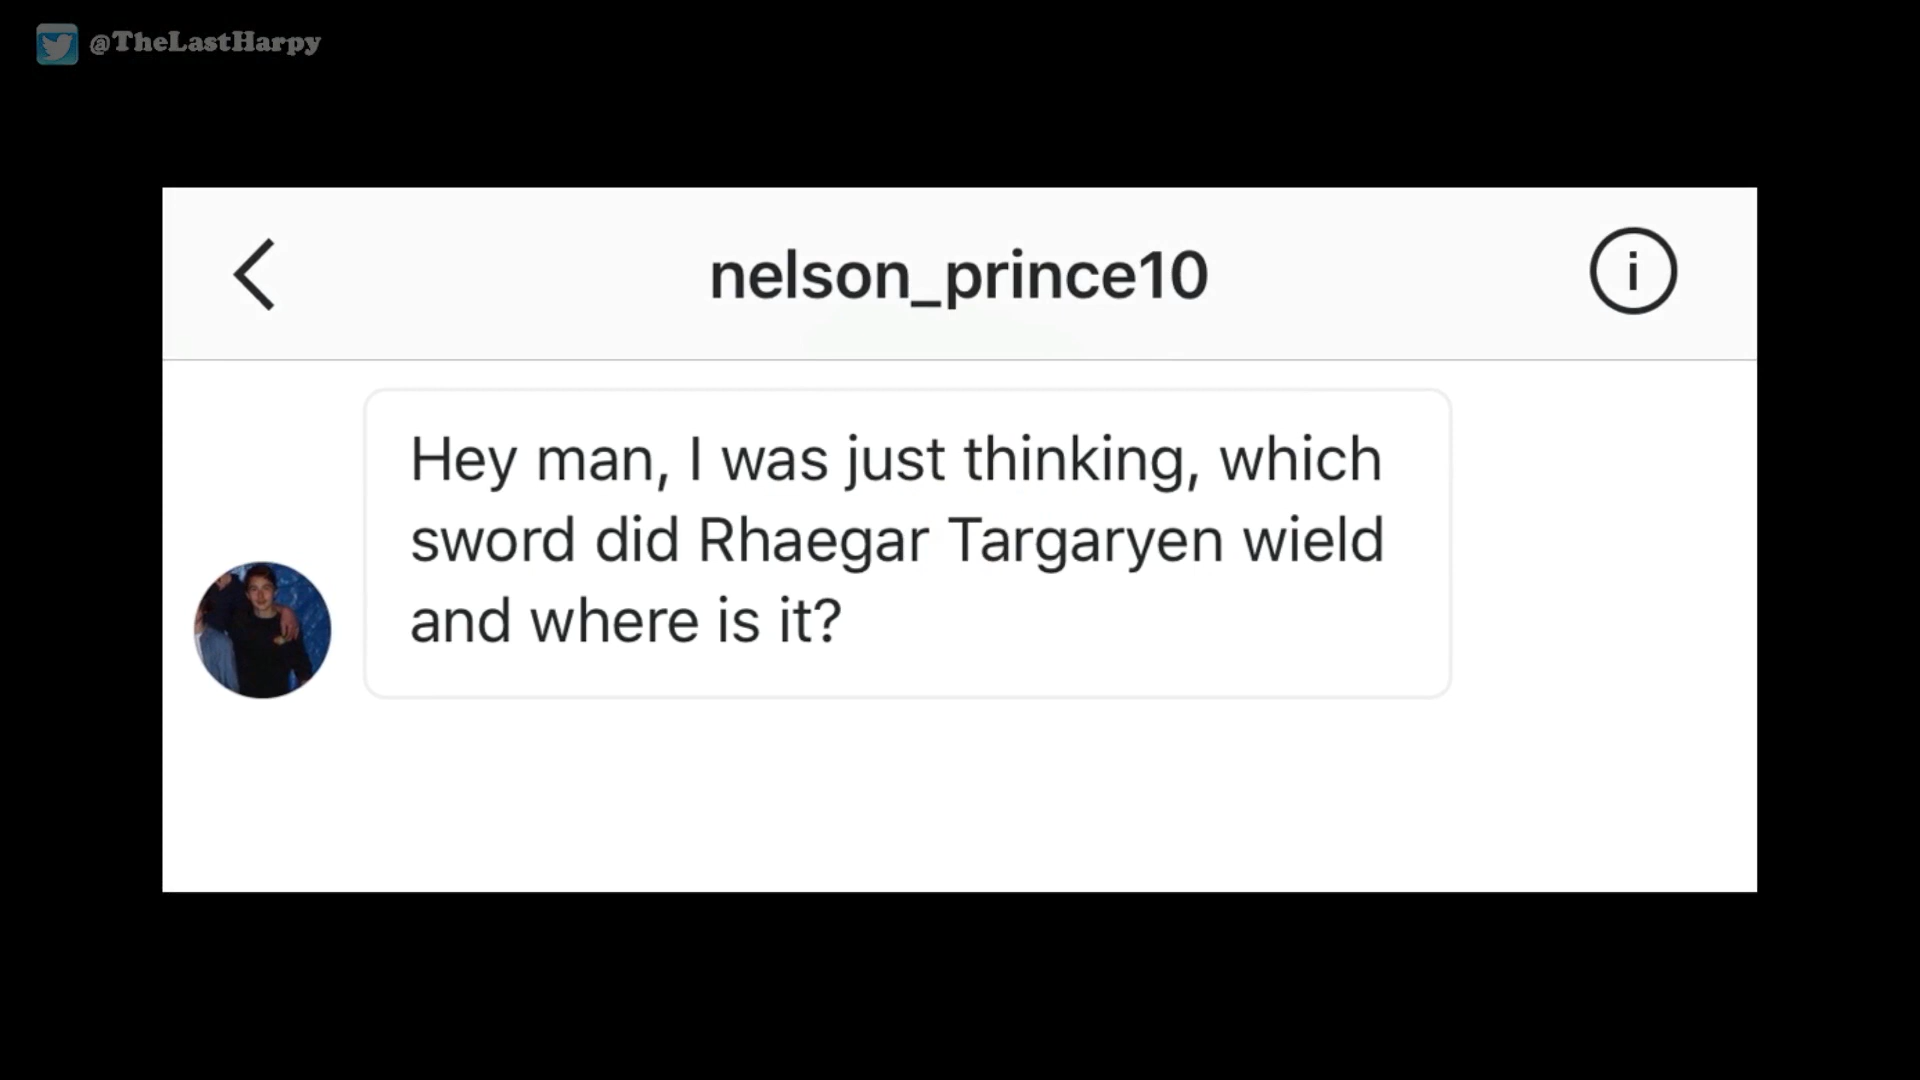 @TheLastHarpy
nelson_prince10
Hey man, I was just thinking, which
sword did Rhaegar Targaryen wield
and where is it?